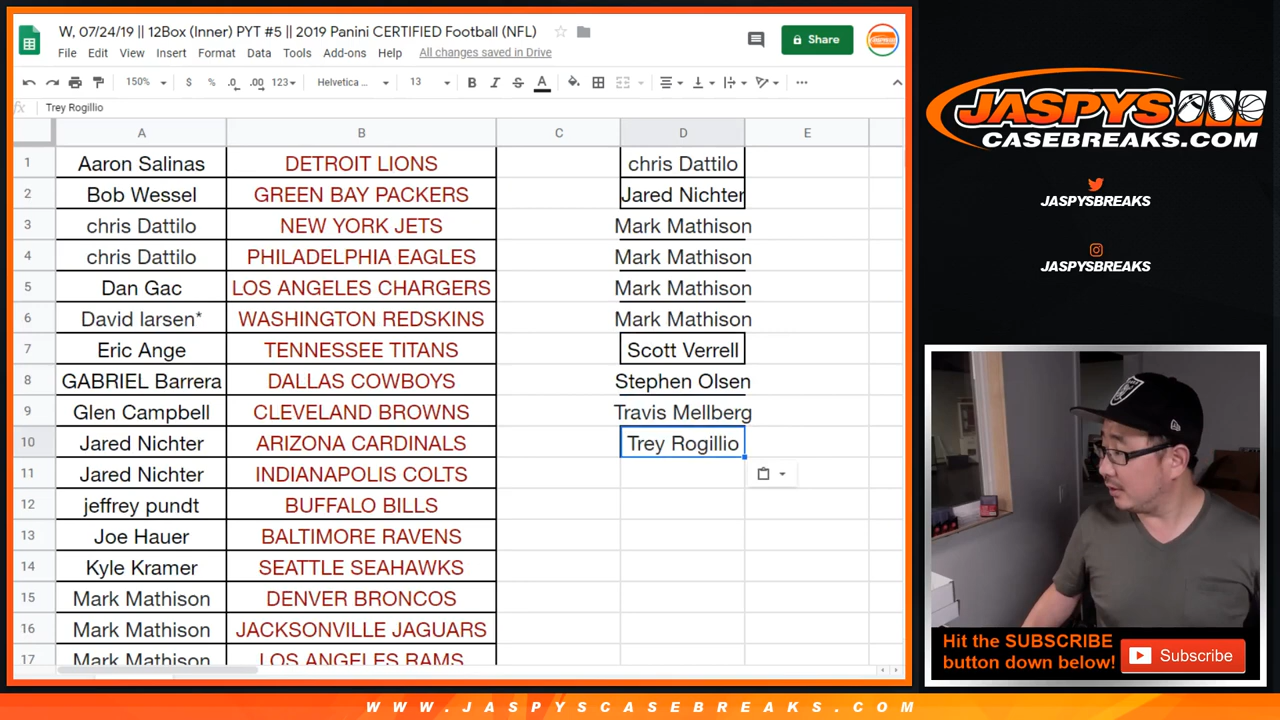 W, 07/24/19 || 12Box (Inner) PYT #5 || 2019 Panini CERTIFIED Football (NFL)
File Edit View Insert Format Data Tools Add-ons Help All changes saved in Drive
Share
150% $ % .0 .00 123 Helvetica ... 13 B I S A
fx Trey Rogillio
A B C D E
1 Aaron Salinas DETROIT LIONS chris Dattilo
2 Bob Wessel GREEN BAY PACKERS Jared Nichter
3 chris Dattilo NEW YORK JETS Mark Mathison
4 chris Dattilo PHILADELPHIA EAGLES Mark Mathison
5 Dan Gac LOS ANGELES CHARGERS Mark Mathison
6 David larsen* WASHINGTON REDSKINS Mark Mathison
7 Eric Ange TENNESSEE TITANS Scott Verrell
8 GABRIEL Barrera DALLAS COWBOYS Stephen Olsen
9 Glen Campbell CLEVELAND BROWNS Travis Mellberg
10 Jared Nichter ARIZONA CARDINALS Trey Rogillio
11 Jared Nichter INDIANAPOLIS COLTS
12 jeffrey pundt BUFFALO BILLS
13 Joe Hauer BALTIMORE RAVENS
14 Kyle Kramer SEATTLE SEAHAWKS
15 Mark Mathison DENVER BRONCOS
16 Mark Mathison JACKSONVILLE JAGUARS
17 Mark Mathison LOS ANGELES RAMS
JASPYS
CASEBREAKS.COM
JASPYSBREAKS
JASPYSBREAKS
Hit the SUBSCRIBE
button down below!
Subscribe
WWW.JASPYSCASEBREAKS.COM